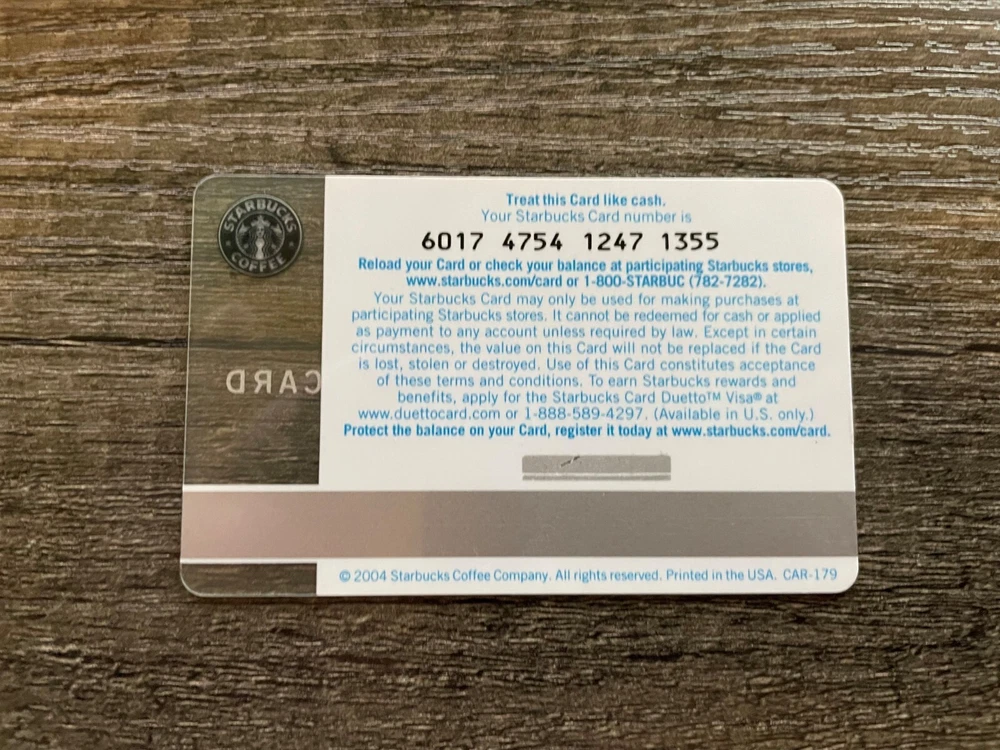 STARBUCKS
COFFEE
CARD
Treat this Card like cash.
Your Starbucks Card number is
6017 4754 1247 1355
Reload your Card or check your balance at participating Starbucks stores,
www.starbucks.com/card or 1-800-STARBUC (782-7282).
Your Starbucks Card may only be used for making purchases at
participating Starbucks stores. It cannot be redeemed for cash or applied
as payment to any account unless required by law. Except in certain
circumstances, the value on this Card will not be replaced if the Card
is lost, stolen or destroyed. Use of this Card constitutes acceptance
of these terms and conditions. To earn Starbucks rewards and
benefits, apply for the Starbucks Card Duetto™ Visa® at
www.duettocard.com or 1-888-589-4297. (Available in U.S. only.)
Protect the balance on your Card, register it today at www.starbucks.com/card.
© 2004 Starbucks Coffee Company. All rights reserved. Printed in the USA. CAR-179